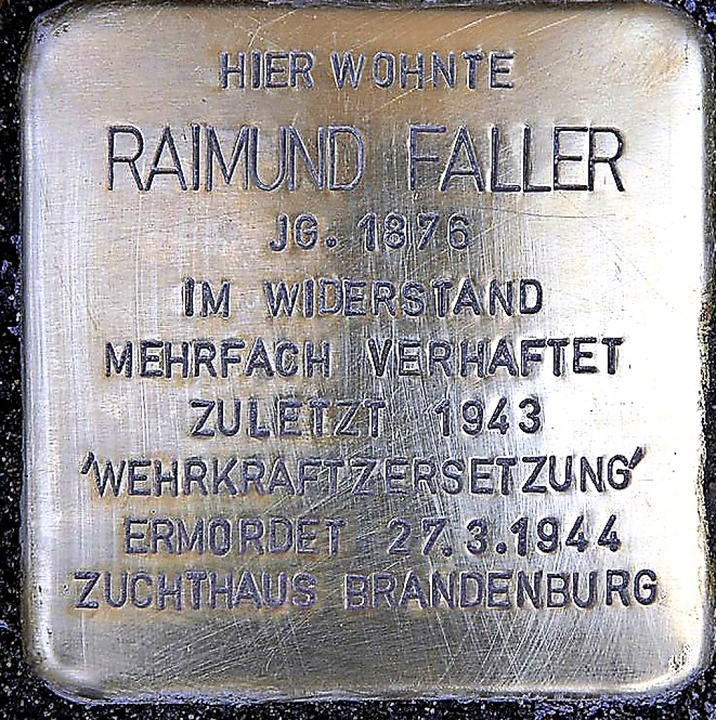 HIER WOHNTE
RAIMUND FALLER
JG. 1876
IM WIDERSTAND
MEHRFACH VERHAFTET
ZULETZT 1943
'WEHRKRAFTZERSETZUNG'
ERMORDET 27.3.1944
ZUCHTHAUS BRANDENBURG